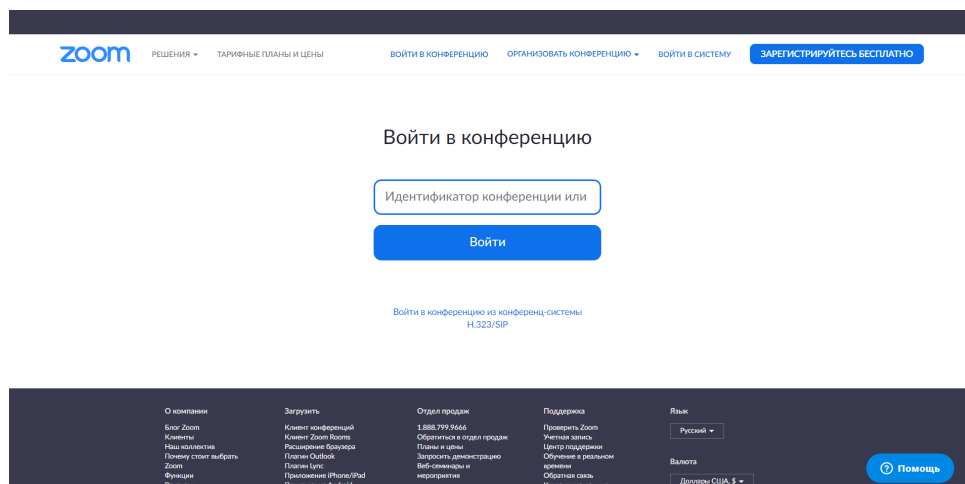 zoom
РЕШЕНИЯ
ТАРИФНЫЕ ПЛАНЫ И ЦЕНЫ
ВОЙТИ В КОНФЕРЕНЦИЮ
ОРГАНИЗОВАТЬ КОНФЕРЕНЦИЮ
ВОЙТИ В СИСТЕМУ
ЗАРЕГИСТРИРУЙТЕСЬ БЕСПЛАТНО
Войти в конференцию
Идентификатор конференции или
Войти
Войти в конференцию из конференц-системы
H.323/SIP
О компании
Блог Zoom
Клиенты
Наш коллектив
Почему стоит выбрать
Zoom
Функции
Загрузить
Клиент конференций
Клиент Zoom Rooms
Расширение браузера
Плагин Outlook
Плагин Lync
Приложение iPhone/iPad
Отдел продаж
1.888.799.9666
Обратиться в отдел продаж
Планы и цены
Запросить демонстрацию
Веб-семинары и
мероприятия
Поддержка
Проверить Zoom
Учетная запись
Центр поддержки
Обучение в реальном
времени
Обратная связь
Язык
Русский
Валюта
Доллары США, $
Помощь